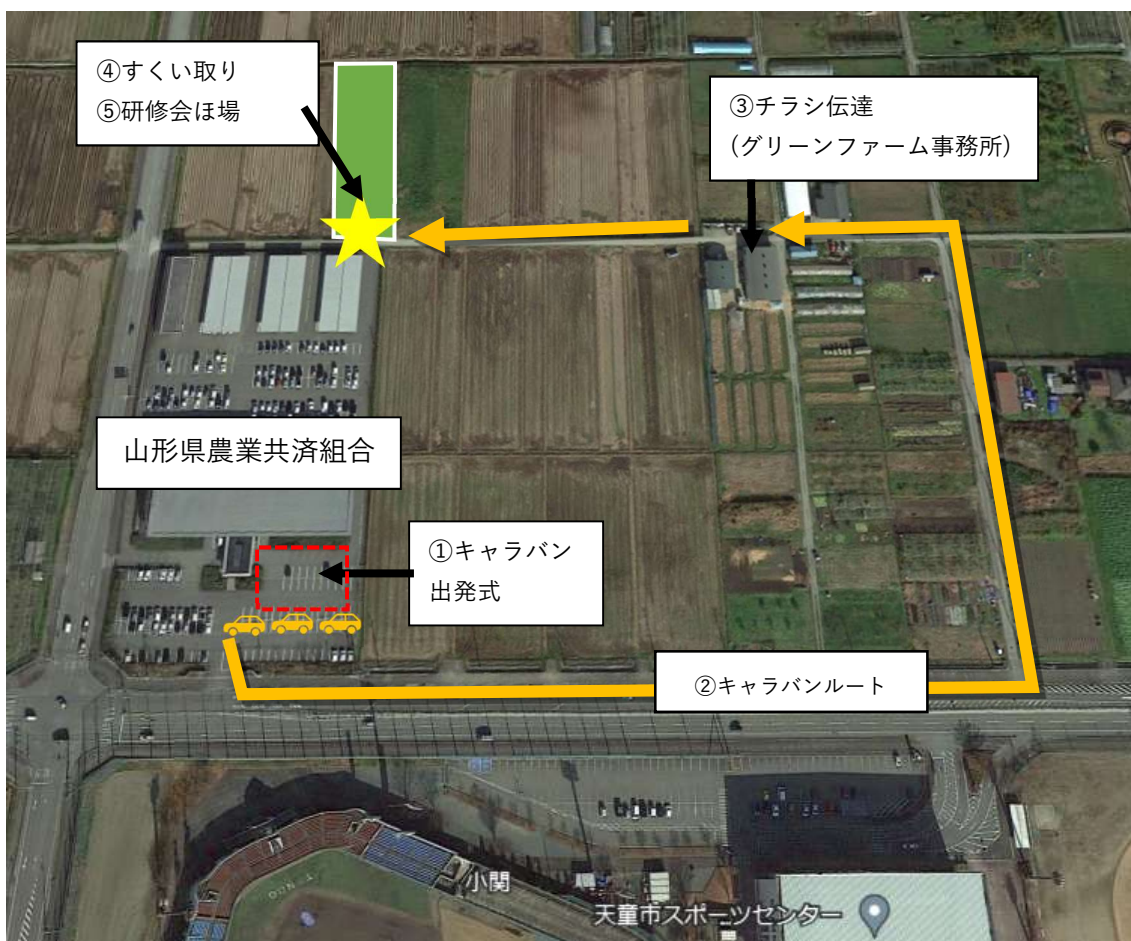 ④すくい取り
⑤研修会ほ場
③チラシ伝達
(グリーンファーム事務所)
山形県農業共済組合
①キャラバン
出発式
②キャラバンルート
小関
天童市スポーツセンター